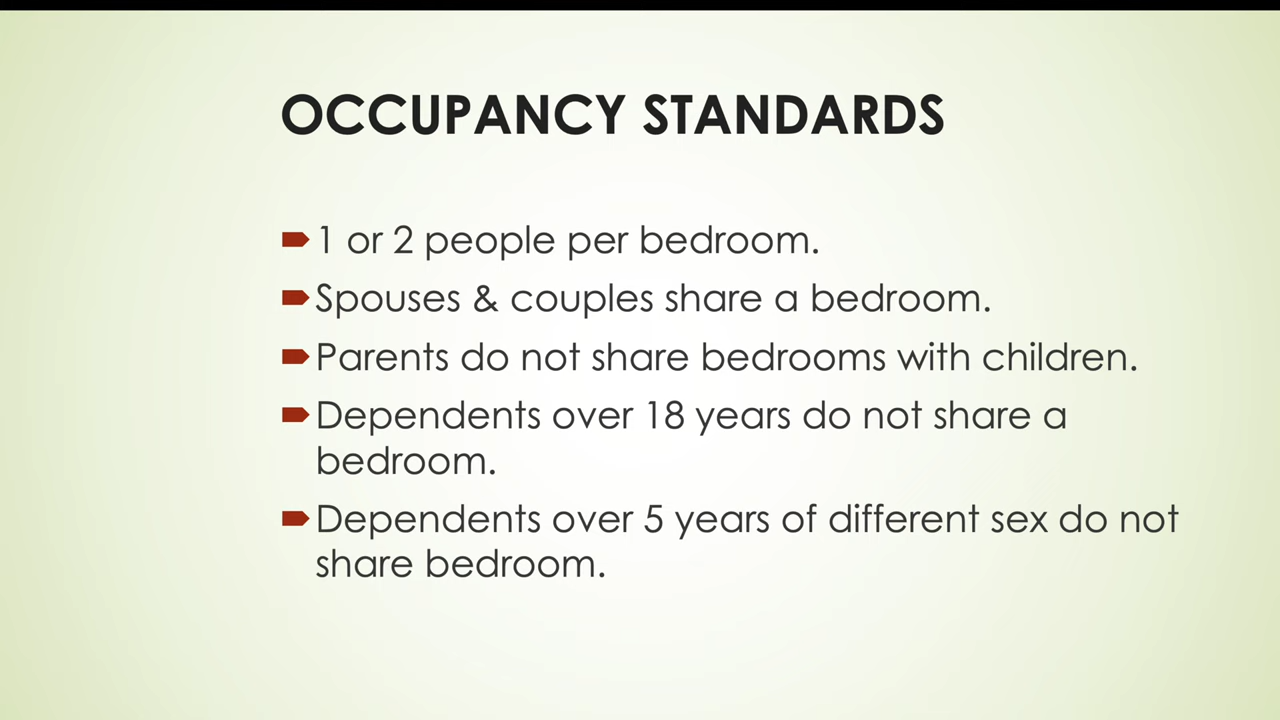 OCCUPANCY STANDARDS
1 or 2 people per bedroom.
Spouses & couples share a bedroom.
Parents do not share bedrooms with children.
Dependents over 18 years do not share a
bedroom.
Dependents over 5 years of different sex do not
share bedroom.